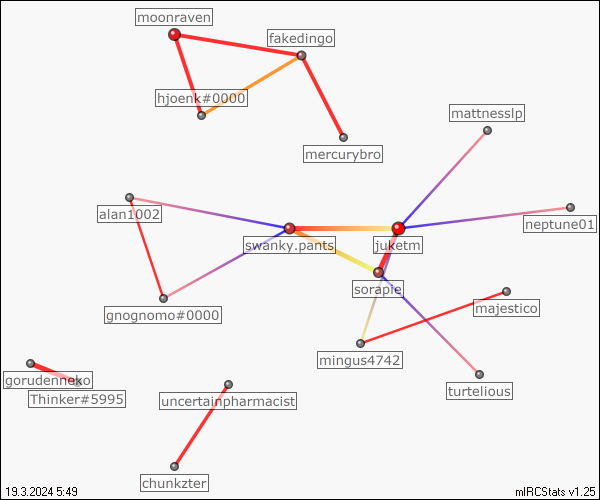 moonraven
fakedingo
hjoenk#0000
mattnesslp
mercurybro
alan1002
neptune01
swanky.pants
juketm
sorapie
gnognomo#0000
majestico
mingus4742
gorudenneko
turtelious
Thinker#5995
uncertainpharmacist
chunkzter
19.3.2024 5:49
mIRCStats v1.25